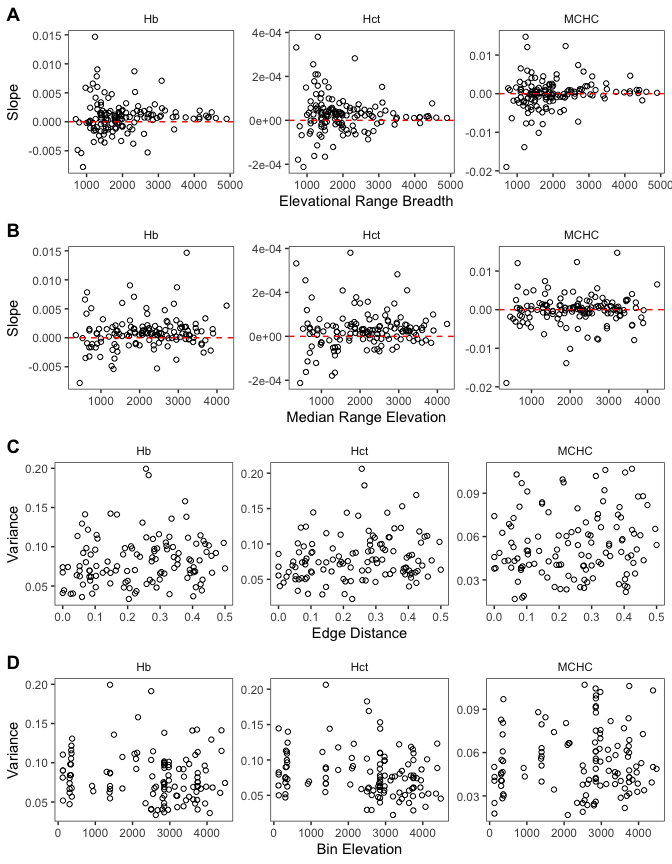 A
Hb Hct MCHC
Slope
0.015 0.010 0.005 0.000 -0.005
4e-04 2e-04 0e+00 -2e-04
0.01 0.00 -0.01 -0.02
1000 2000 3000 4000 5000 1000 2000 3000 4000 5000 1000 2000 3000 4000 5000
Elevational Range Breadth
B
Hb Hct MCHC
Slope
0.015 0.010 0.005 0.000 -0.005
4e-04 2e-04 0e+00 -2e-04
0.01 0.00 -0.01 -0.02
1000 2000 3000 4000 1000 2000 3000 4000 1000 2000 3000 4000
Median Range Elevation
C
Hb Hct MCHC
Variance
0.20 0.15 0.10 0.05
0.20 0.15 0.10 0.05
0.09 0.06 0.03
0.0 0.1 0.2 0.3 0.4 0.5 0.0 0.1 0.2 0.3 0.4 0.5 0.0 0.1 0.2 0.3 0.4 0.5
Edge Distance
D
Hb Hct MCHC
Variance
0.20 0.15 0.10 0.05
0.20 0.15 0.10 0.05
0.09 0.06 0.03
0 1000 2000 3000 4000 0 1000 2000 3000 4000 0 1000 2000 3000 4000
Bin Elevation